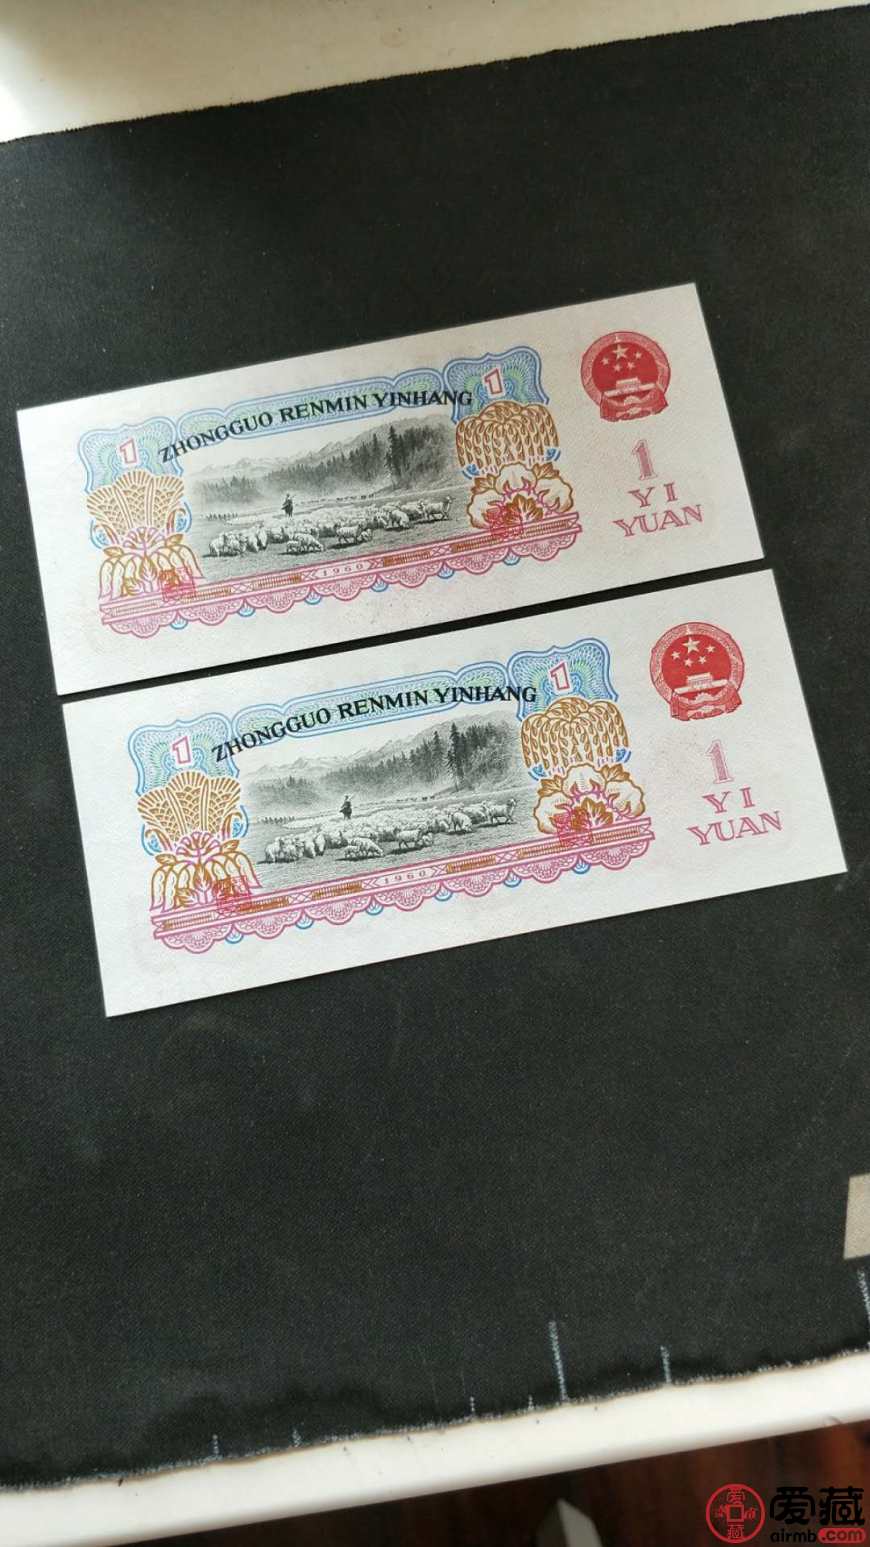 1
ZHONGGUO RENMIN YINHANG
1
1960
1
YI
YUAN
1
ZHONGGUO RENMIN YINHANG
1
1960
1
YI
YUAN
爱藏
airmb.com